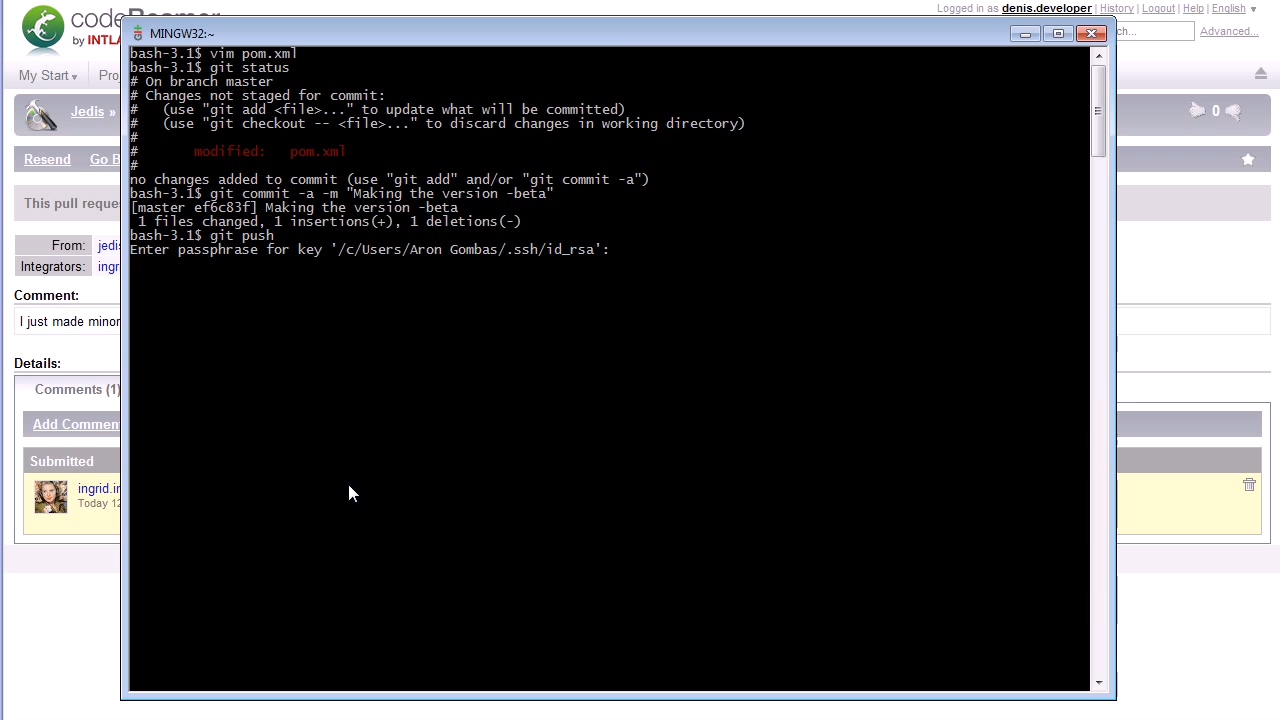 Logged in as denis.developer | History | Logout | Help | English
by INTLA
Advanced...
My Start
MINGW32:~
bash-3.1$ vim pom.xml
bash-3.1$ git status
# On branch master
# Changes not staged for commit:
#   (use "git add <file>..." to update what will be committed)
#   (use "git checkout -- <file>..." to discard changes in working directory)
#
#       modified:   pom.xml
#
no changes added to commit (use "git add" and/or "git commit -a")
bash-3.1$ git commit -a -m "Making the version -beta"
[master ef6c83f] Making the version -beta
 1 files changed, 1 insertions(+), 1 deletions(-)
bash-3.1$ git push
Enter passphrase for key '/c/Users/Aron Gombas/.ssh/id_rsa':
Jedis »
0
Resend Go B
This pull reque
From: jedis
Integrators: ingr
Comment:
I just made minor
Details:
Comments (1)
Add Commen
Submitted
ingrid.in
Today 12